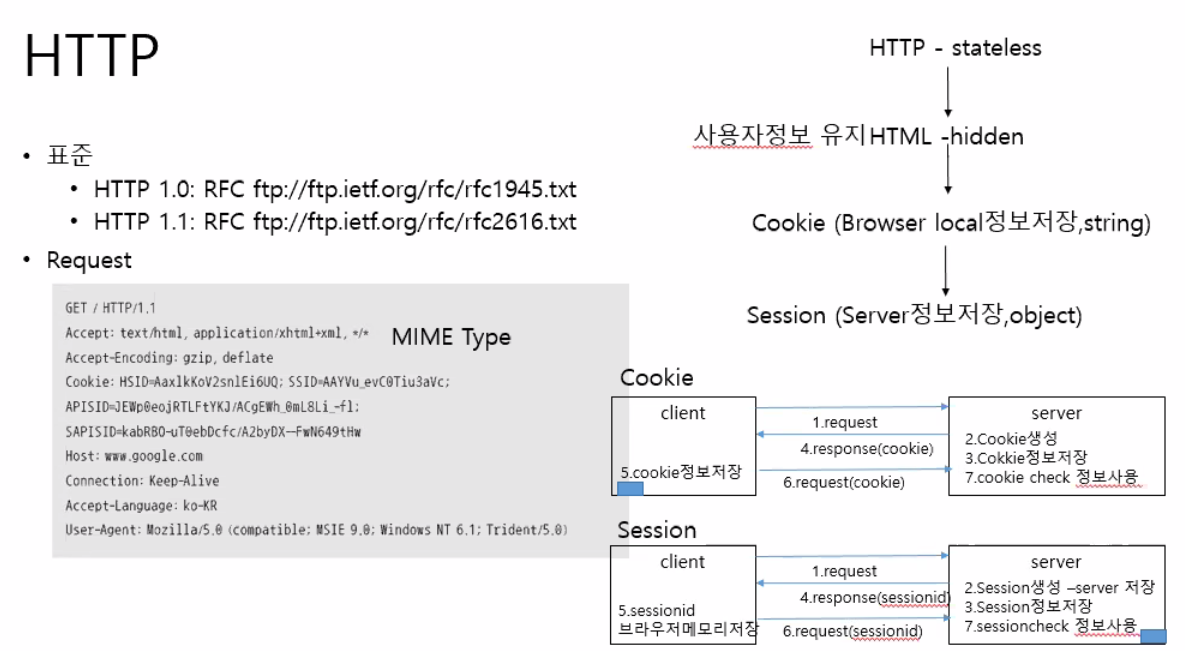 HTTP
• 표준
• HTTP 1.0: RFC ftp://ftp.ietf.org/rfc/rfc1945.txt
• HTTP 1.1: RFC ftp://ftp.ietf.org/rfc/rfc2616.txt
• Request
GET / HTTP/1.1
Accept: text/html, application/xhtml+xml, */*
MIME Type
Accept-Encoding: gzip, deflate
Cookie: HSID=AaxlkKoV2snlEi6UQ; SSID=AAYVu_evC0Tiu3aVc;
APISID=JEWp0eojRTLFtYKJ/ACgEWh_0mL8Li_-fl;
SAPISID=kabRBO-uT0ebDcfc/A2byDX--FwN649tHw
Host: www.google.com
Connection: Keep-Alive
Accept-Language: ko-KR
User-Agent: Mozilla/5.0 (compatible; MSIE 9.0; Windows NT 6.1; Trident/5.0)
HTTP - stateless
사용자정보 유지HTML -hidden
Cookie (Browser local정보저장,string)
Session (Server정보저장,object)
Cookie
client
5.cookie정보저장
1.request
4.response(cookie)
6.request(cookie)
server
2.Cookie생성
3.Cokkie정보저장
7.cookie check 정보사용
Session
client
5.sessionid
브라우저메모리저장
1.request
4.response(sessionid)
6.request(sessionid)
server
2.Session생성 –server 저장
3.Session정보저장
7.sessioncheck 정보사용